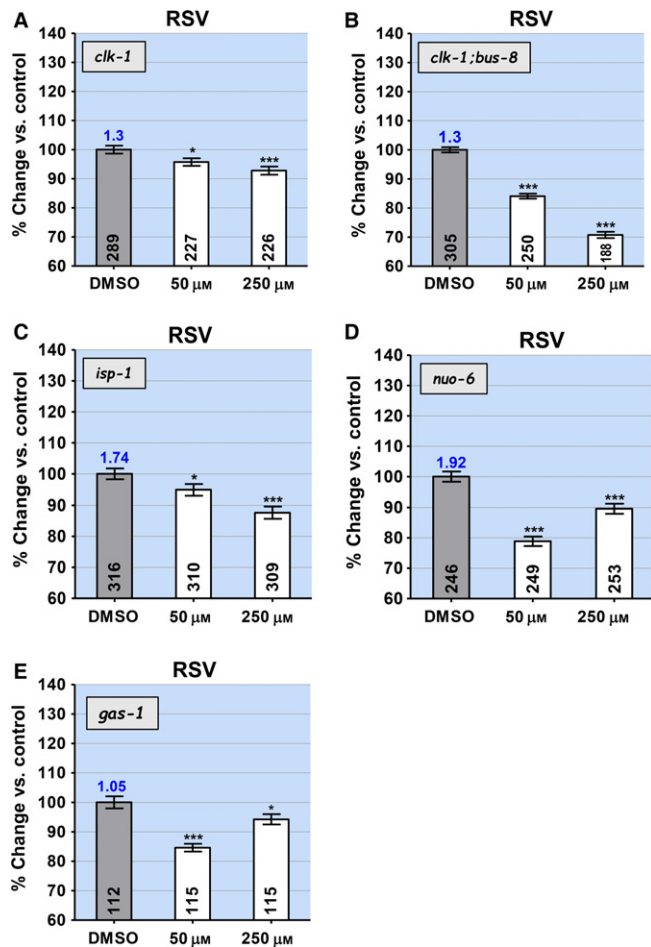 A
RSV
% Change vs. control
140
130
120
110
100
90
80
70
60
clk-1
1.3
*
***
289
227
226
DMSO
50 μM
250 μM
B
RSV
% Change vs. control
140
130
120
110
100
90
80
70
60
clk-1;bus-8
1.3
***
***
305
250
188
DMSO
50 μM
250 μM
C
RSV
% Change vs. control
140
130
120
110
100
90
80
70
60
isp-1
1.74
*
***
316
310
309
DMSO
50 μM
250 μM
D
RSV
% Change vs. control
140
130
120
110
100
90
80
70
60
nuo-6
1.92
***
***
246
249
253
DMSO
50 μM
250 μM
E
RSV
% Change vs. control
140
130
120
110
100
90
80
70
60
gas-1
1.05
***
*
112
115
115
DMSO
50 μM
250 μM